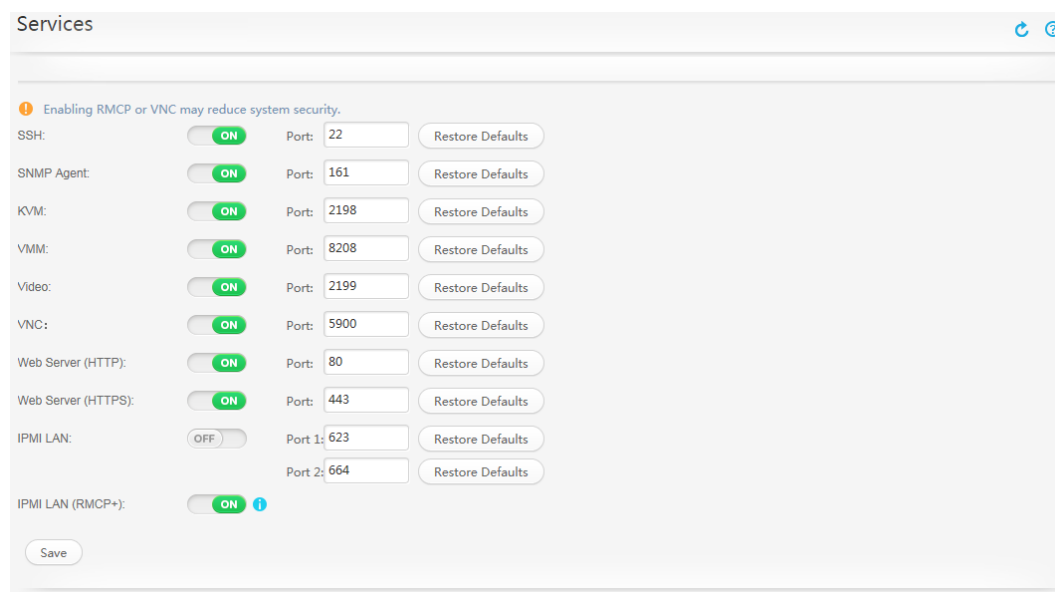 Services
Enabling RMCP or VNC may reduce system security.
SSH: ON Port: 22 Restore Defaults
SNMP Agent: ON Port: 161 Restore Defaults
KVM: ON Port: 2198 Restore Defaults
VMM: ON Port: 8208 Restore Defaults
Video: ON Port: 2199 Restore Defaults
VNC： ON Port: 5900 Restore Defaults
Web Server (HTTP): ON Port: 80 Restore Defaults
Web Server (HTTPS): ON Port: 443 Restore Defaults
IPMI LAN: OFF Port 1: 623 Restore Defaults
Port 2: 664 Restore Defaults
IPMI LAN (RMCP+): ON
Save